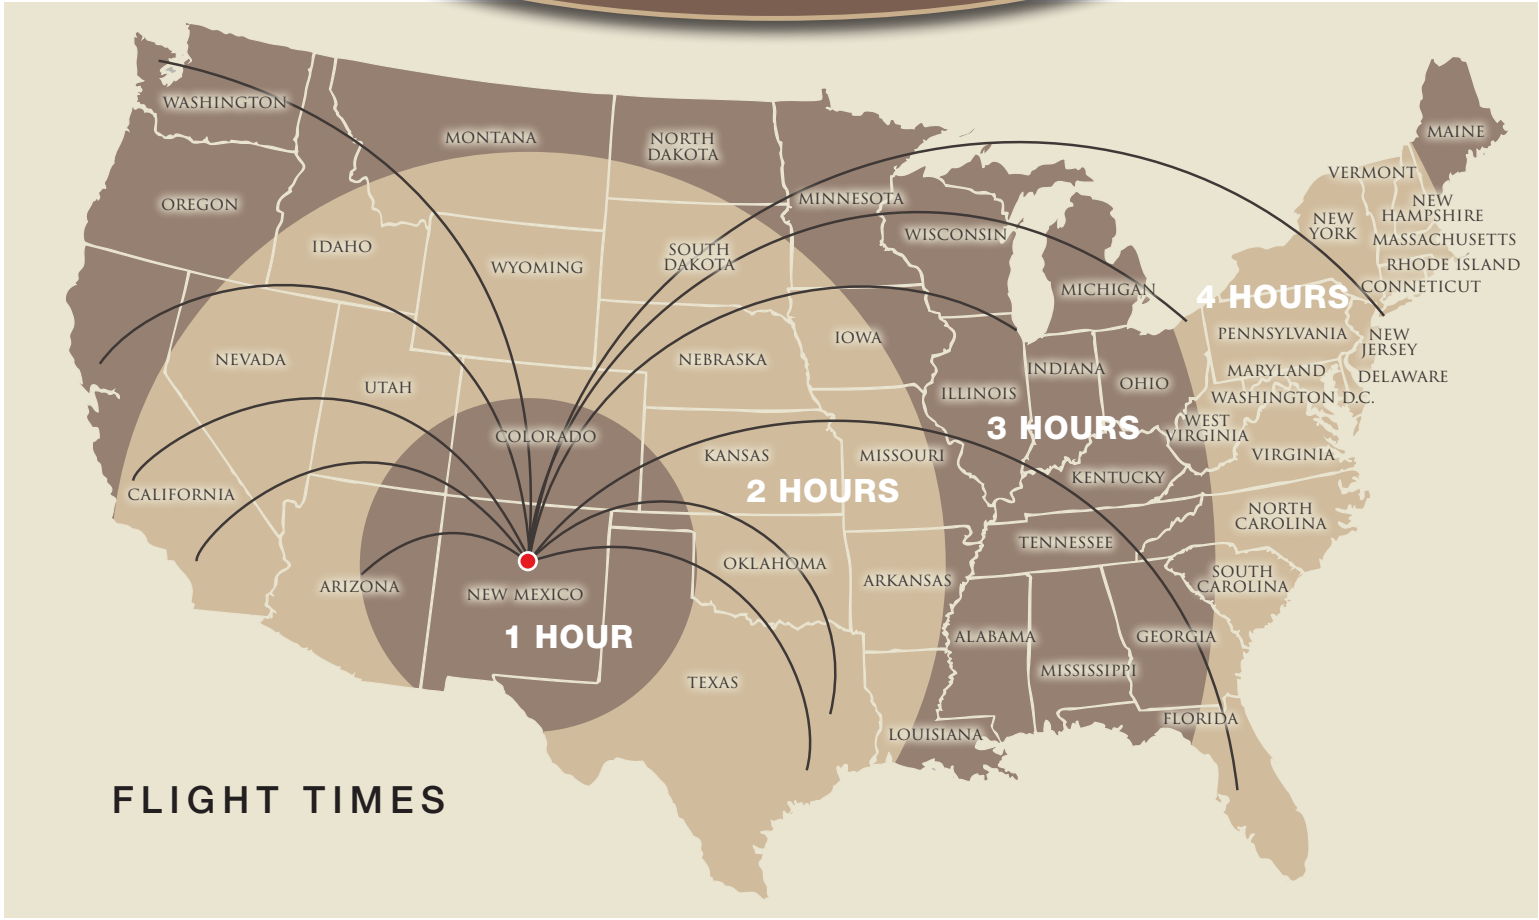 WASHINGTON
MONTANA
NORTH
DAKOTA
MAINE
OREGON
MINNESOTA
VERMONT
NEW
HAMPSHIRE
IDAHO
WYOMING
SOUTH
DAKOTA
WISCONSIN
NEW
YORK
MASSACHUSETTS
RHODE ISLAND
MICHIGAN
4 HOURS
CONNETICUT
NEVADA
UTAH
NEBRASKA
IOWA
PENNSYLVANIA
NEW
JERSEY
ILLINOIS
INDIANA
OHIO
MARYLAND
DELAWARE
WASHINGTON D.C.
COLORADO
3 HOURS
WEST
VIRGINIA
KANSAS
MISSOURI
VIRGINIA
CALIFORNIA
2 HOURS
KENTUCKY
NORTH
CAROLINA
TENNESSEE
ARIZONA
NEW MEXICO
OKLAHOMA
ARKANSAS
SOUTH
CAROLINA
1 HOUR
ALABAMA
GEORGIA
MISSISSIPPI
TEXAS
LOUISIANA
FLORIDA
FLIGHT TIMES